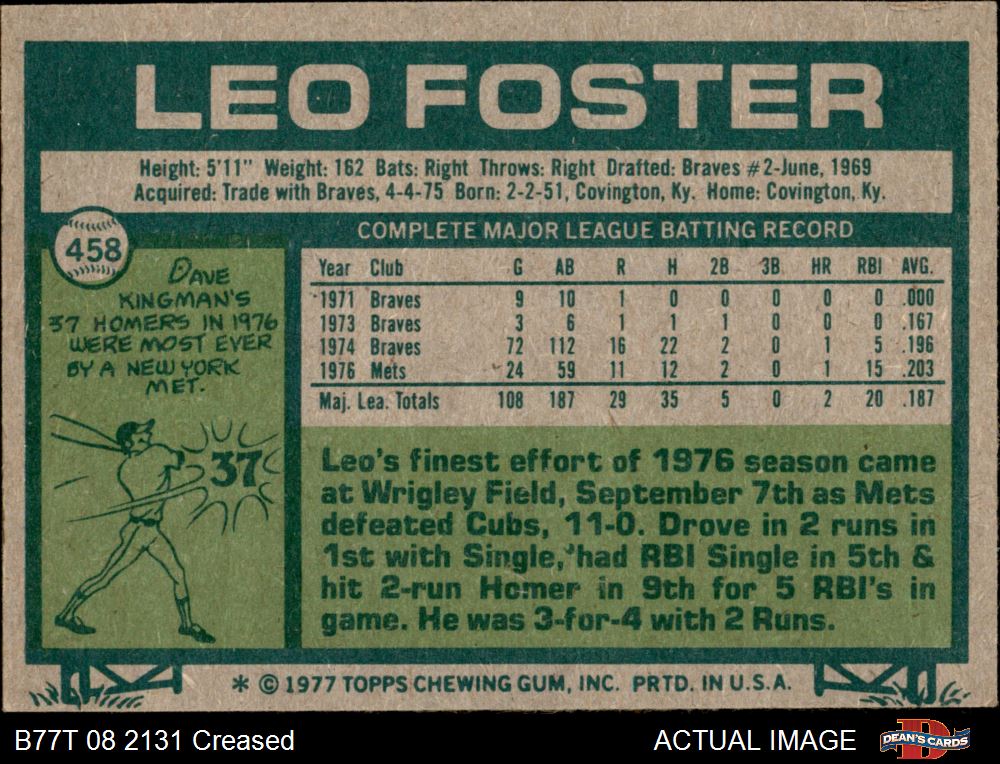 LEO FOSTER
Height: 5'11" Weight: 162 Bats: Right Throws: Right Drafted: Braves #2-June, 1969
Acquired: Trade with Braves, 4-4-75 Born: 2-2-51, Covington, Ky. Home: Covington, Ky.
458
DAVE
KINGMAN'S
37 HOMERS IN 1976
WERE MOST EVER
BY A NEW YORK
MET.
37
COMPLETE MAJOR LEAGUE BATTING RECORD
Year Club G AB R H 2B 3B HR RBI AVG.
1971 Braves 9 10 1 0 0 0 0 0 .000
1973 Braves 3 6 1 1 1 0 0 0 .167
1974 Braves 72 112 16 22 2 0 1 5 .196
1976 Mets 24 59 11 12 2 0 1 15 .203
Maj. Lea. Totals 108 187 29 35 5 0 2 20 .187
Leo's finest effort of 1976 season came
at Wrigley Field, September 7th as Mets
defeated Cubs, 11-0. Drove in 2 runs in
1st with Single, had RBI Single in 5th &
hit 2-run Homer in 9th for 5 RBI's in
game. He was 3-for-4 with 2 Runs.
* © 1977 TOPPS CHEWING GUM, INC. PRTD. IN U.S.A.
B77T 08 2131 Creased
ACTUAL IMAGE
DEAN'S CARDS